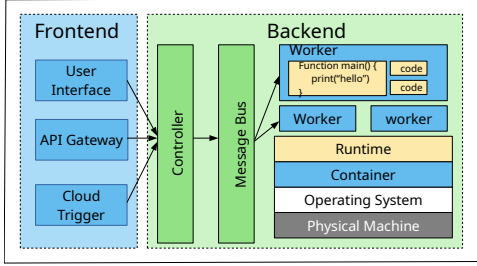 Frontend
Backend
User
Interface
API Gateway
Cloud
Trigger
Controller
Message Bus
Worker
Function main() {
print("hello")
}
code
code
Worker
worker
Runtime
Container
Operating System
Physical Machine